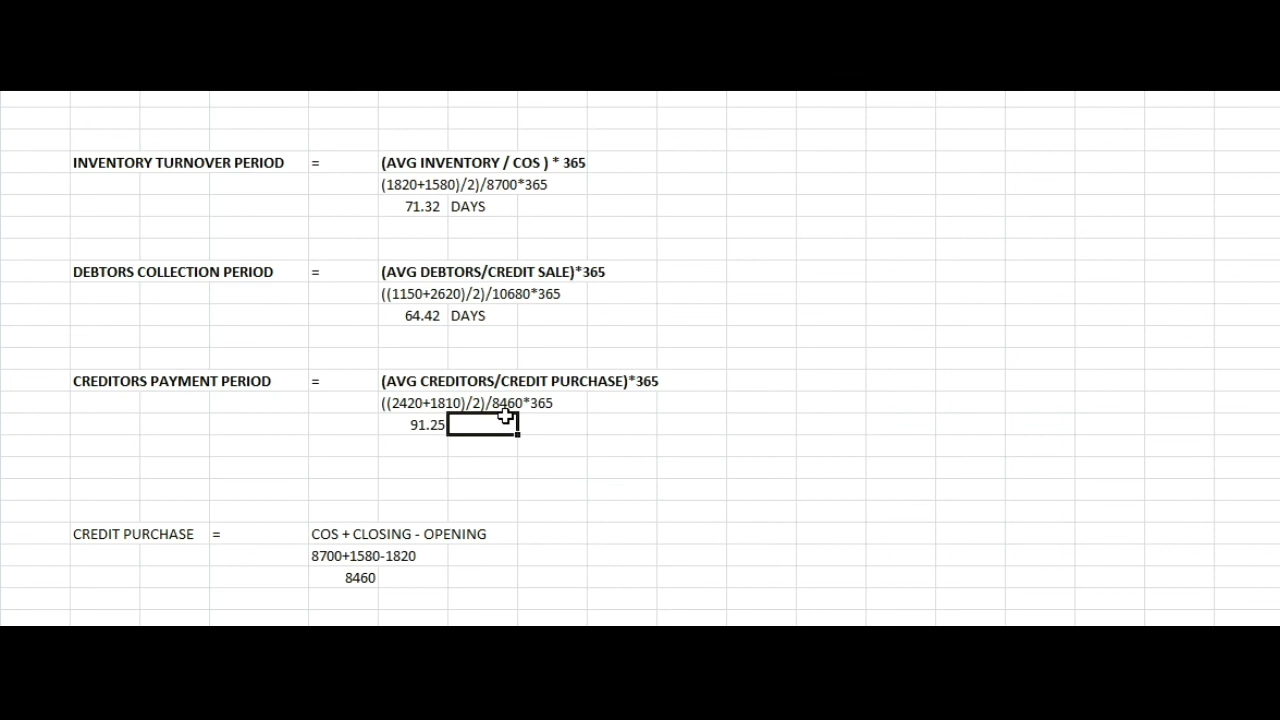 INVENTORY TURNOVER PERIOD = (AVG INVENTORY / COS ) * 365
(1820+1580)/2)/8700*365
71.32 DAYS
DEBTORS COLLECTION PERIOD = (AVG DEBTORS/CREDIT SALE)*365
((1150+2620)/2)/10680*365
64.42 DAYS
CREDITORS PAYMENT PERIOD = (AVG CREDITORS/CREDIT PURCHASE)*365
((2420+1810)/2)/8460*365
91.25
CREDIT PURCHASE = COS + CLOSING - OPENING
8700+1580-1820
8460